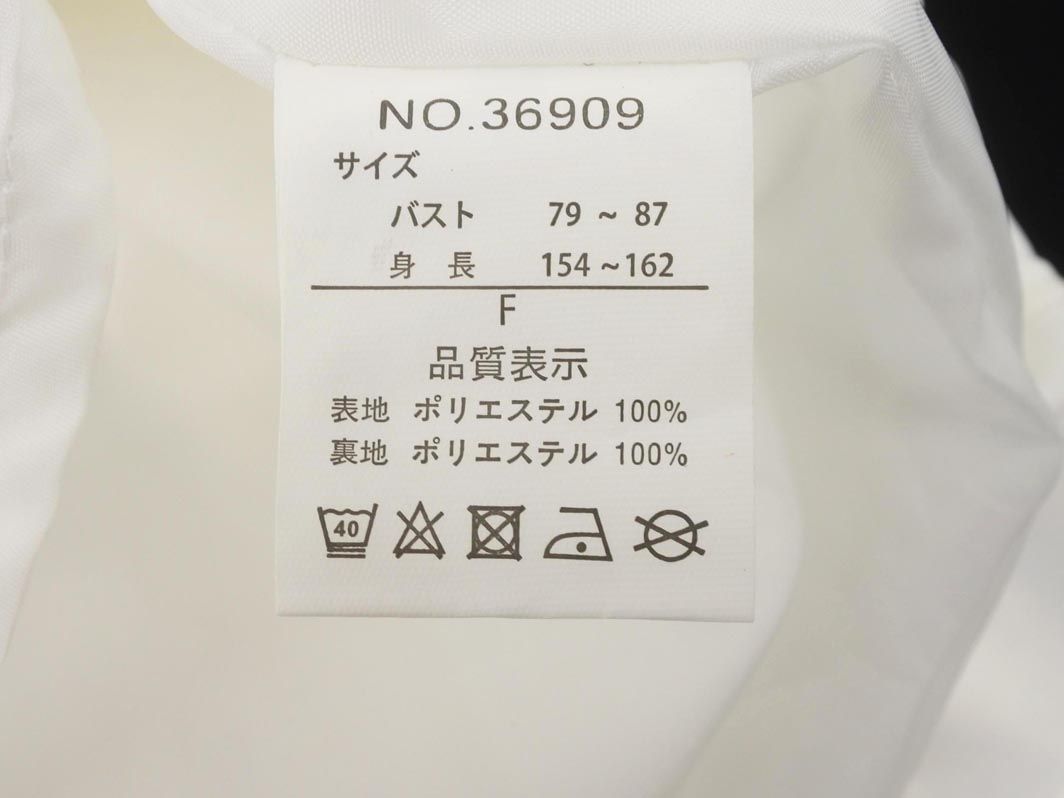 NO.36909
サイズ
バスト 79 ~ 87
身 長 154 ~162
F
品質表示
表地 ポリエステル 100%
裏地 ポリエステル 100%
40